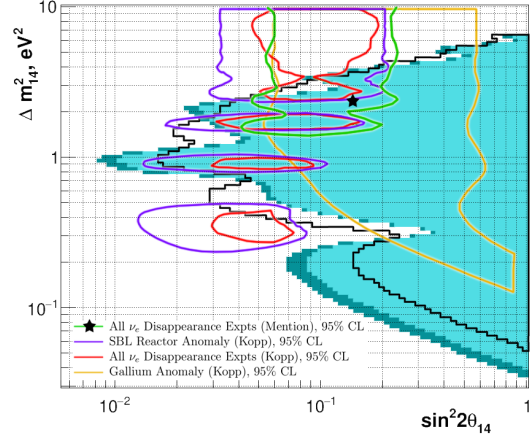 10
Δ m²₁₄, eV²
1
10⁻¹
All νₑ Disappearance Expts (Mention), 95% CL
SBL Reactor Anomaly (Kopp), 95% CL
All νₑ Disappearance Expts (Kopp), 95% CL
Gallium Anomaly (Kopp), 95% CL
10⁻² 10⁻¹ 1
sin²2θ₁₄